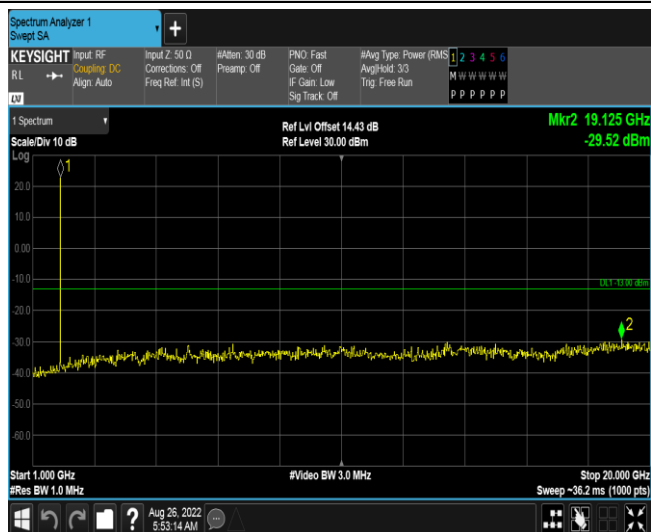 Spectrum Analyzer 1
Swept SA
+
KEYSIGHT
RL
LXI
Input: RF
Coupling: DC
Align: Auto
Input Z: 50 Ω
Corrections: Off
Freq Ref: Int (S)
#Atten: 30 dB
Preamp: Off
PNO: Fast
Gate: Off
IF Gain: Low
Sig Track: Off
#Avg Type: Power (RMS
Avg|Hold: 3/3
Trig: Free Run
1 2 3 4 5 6
M W W W W W
P P P P P P
1 Spectrum
Scale/Div 10 dB
Ref Lvl Offset 14.43 dB
Ref Level 30.00 dBm
Mkr2 19.125 GHz
-29.52 dBm
Log
1
20.0
10.0
0.00
-10.0
DL1 -13.00 dBm
2
-30.0
-40.0
-50.0
-60.0
Start 1.000 GHz
#Res BW 1.0 MHz
#Video BW 3.0 MHz
Stop 20.000 GHz
Sweep ~36.2 ms (1000 pts)
?
Aug 26, 2022
5:53:14 AM